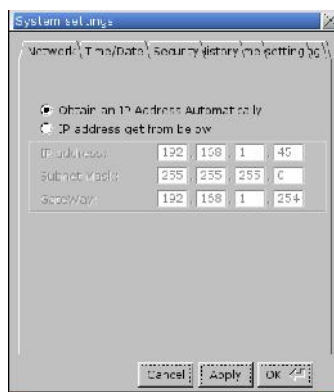 System settings
Network Time/Date Security History
Obtain an IP Address Automatically
IP address get from below
IP address: 192 . 168 . 1 . 45
Subnet Mask: 255 . 255 . 255 . 0
GateWay: 192 . 168 . 1 . 254
Cancel Apply OK